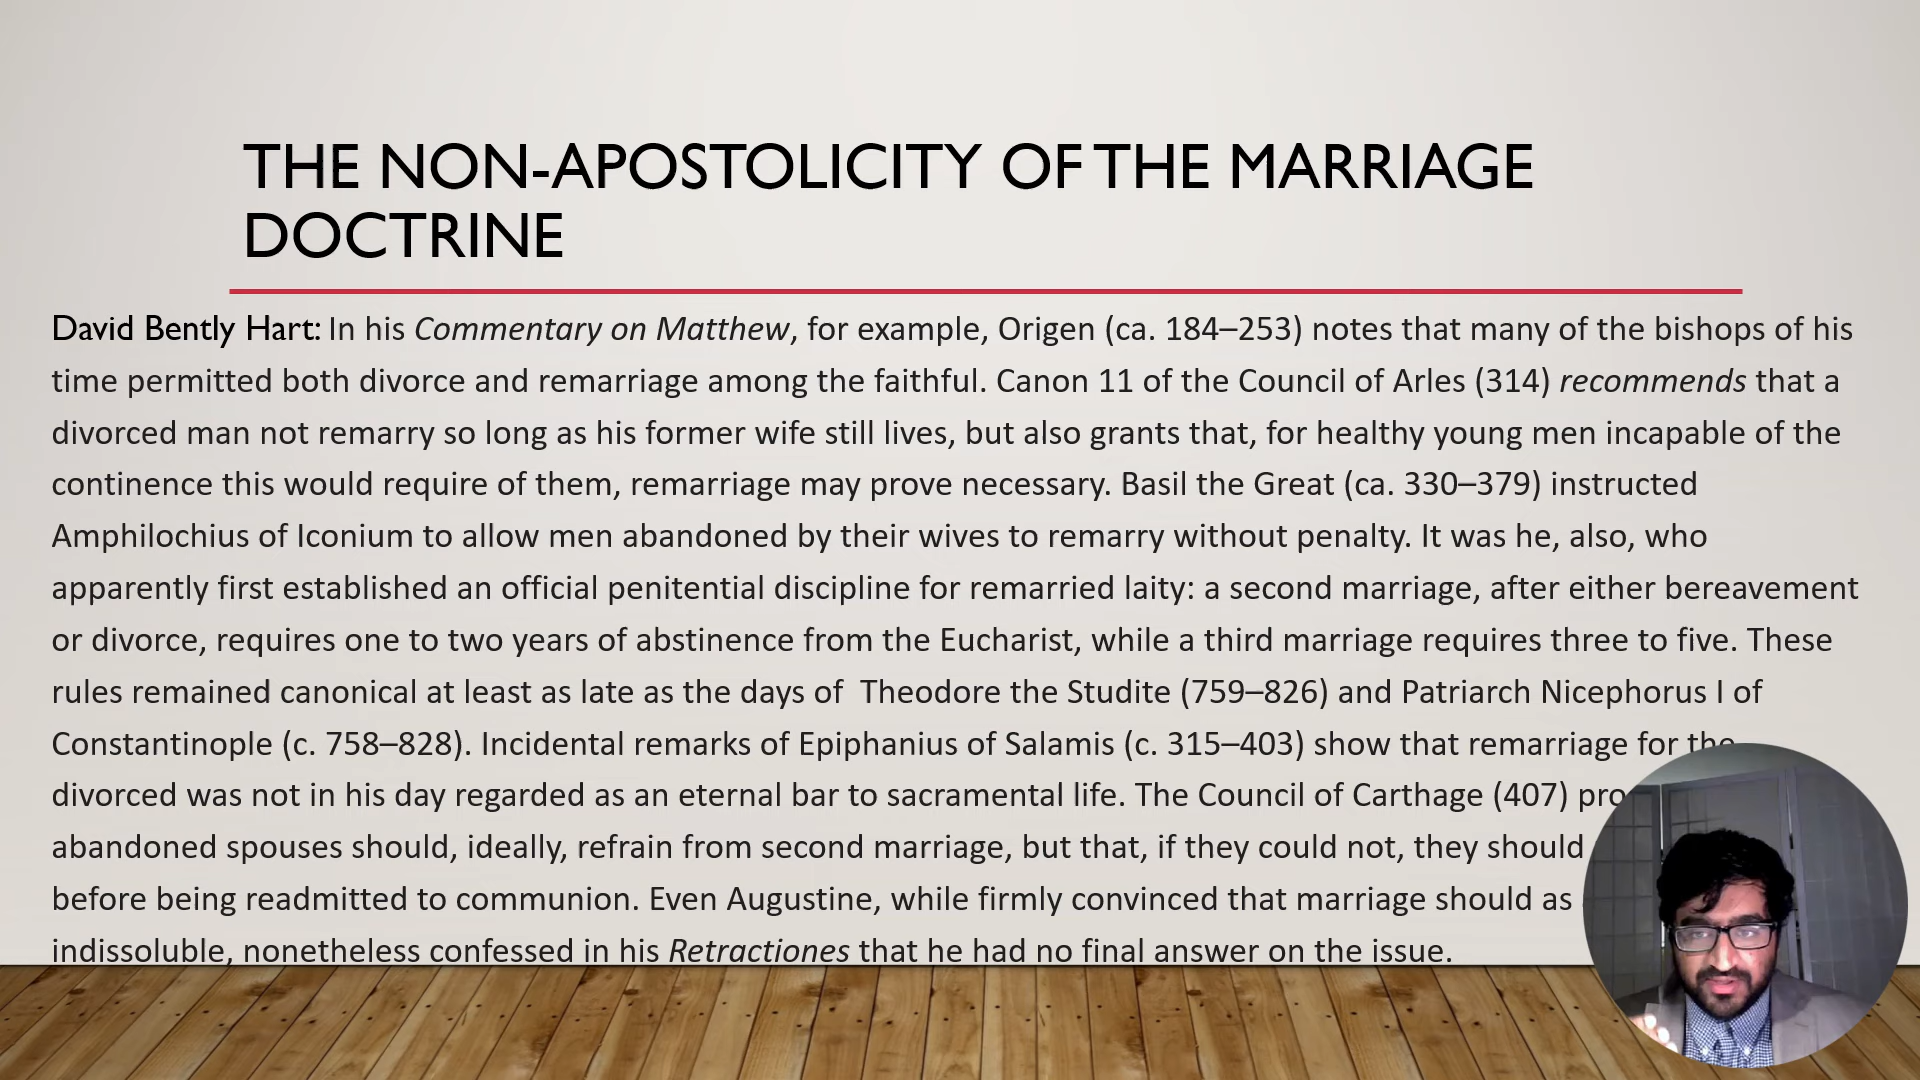 THE NON-APOSTOLICITY OF THE MARRIAGE
DOCTRINE
David Bently Hart: In his Commentary on Matthew, for example, Origen (ca. 184–253) notes that many of the bishops of his
time permitted both divorce and remarriage among the faithful. Canon 11 of the Council of Arles (314) recommends that a
divorced man not remarry so long as his former wife still lives, but also grants that, for healthy young men incapable of the
continence this would require of them, remarriage may prove necessary. Basil the Great (ca. 330–379) instructed
Amphilochius of Iconium to allow men abandoned by their wives to remarry without penalty. It was he, also, who
apparently first established an official penitential discipline for remarried laity: a second marriage, after either bereavement
or divorce, requires one to two years of abstinence from the Eucharist, while a third marriage requires three to five. These
rules remained canonical at least as late as the days of  Theodore the Studite (759–826) and Patriarch Nicephorus I of
Constantinople (c. 758–828). Incidental remarks of Epiphanius of Salamis (c. 315–403) show that remarriage for the
divorced was not in his day regarded as an eternal bar to sacramental life. The Council of Carthage (407)
abandoned spouses should, ideally, refrain from second marriage, but that, if they could not, they should
before being readmitted to communion. Even Augustine, while firmly convinced that marriage should as
indissoluble, nonetheless confessed in his Retractiones that he had no final answer on the issue.